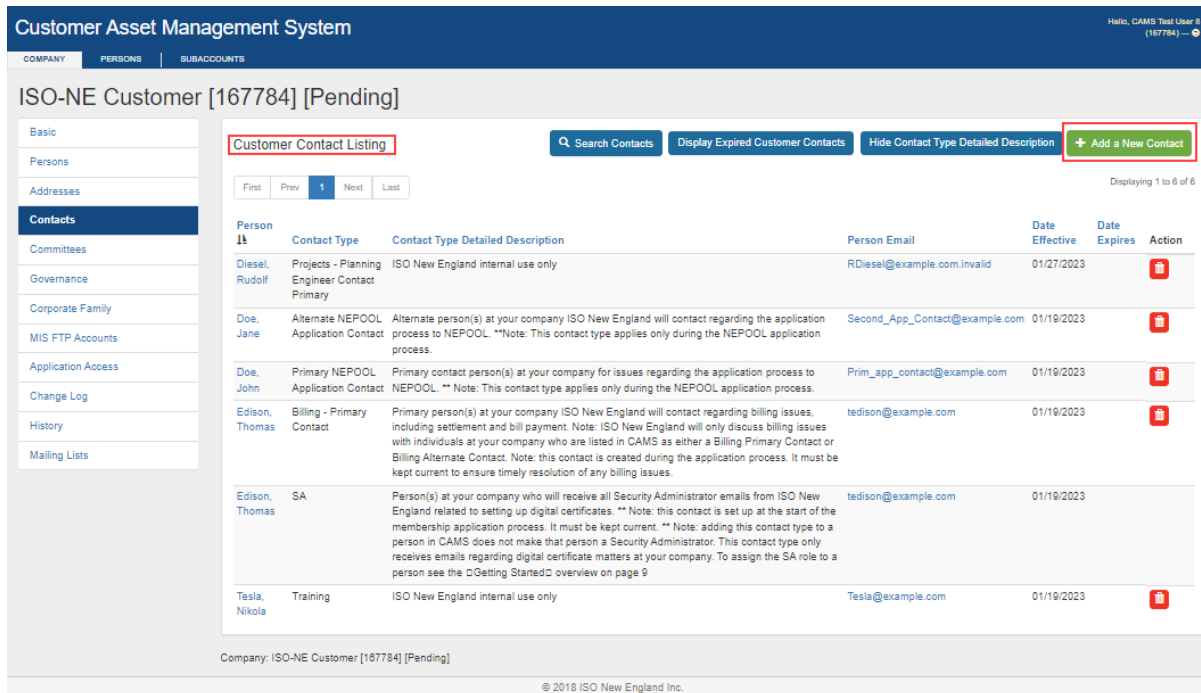 Customer Asset Management System
Hello, CAMS Test User 8
(167784) —
COMPANY
PERSONS
SUBACCOUNTS
ISO-NE Customer [167784] [Pending]
Basic
Persons
Addresses
Contacts
Committees
Governance
Corporate Family
MIS FTP Accounts
Application Access
Change Log
History
Mailing Lists
Customer Contact Listing
Search Contacts
Display Expired Customer Contacts
Hide Contact Type Detailed Description
+ Add a New Contact
First Prev 1 Next Last
Displaying 1 to 6 of 6
Person
Contact Type
Contact Type Detailed Description
Person Email
Date
Effective
Date
Expires
Action
Diesel,
Rudolf
Projects - Planning
Engineer Contact
Primary
ISO New England internal use only
RDiesel@example.com.invalid
01/27/2023
Doe,
Jane
Alternate NEPOOL
Application Contact
Alternate person(s) at your company ISO New England will contact regarding the application
process to NEPOOL. **Note: This contact type applies only during the NEPOOL application
process.
Second_App_Contact@example.com
01/19/2023
Doe,
John
Primary NEPOOL
Application Contact
Primary contact person(s) at your company for issues regarding the application process to
NEPOOL. ** Note: This contact type applies only during the NEPOOL application process.
Prim_app_contact@example.com
01/19/2023
Edison,
Thomas
Billing - Primary
Contact
Primary person(s) at your company ISO New England will contact regarding billing issues,
including settlement and bill payment. Note: ISO New England will only discuss billing issues
with individuals at your company who are listed in CAMS as either a Billing Primary Contact or
Billing Alternate Contact. Note: this contact is created during the application process. It must be
kept current to ensure timely resolution of any billing issues.
tedison@example.com
01/19/2023
Edison,
Thomas
SA
Person(s) at your company who will receive all Security Administrator emails from ISO New
England related to setting up digital certificates. ** Note: this contact is set up at the start of the
membership application process. It must be kept current. ** Note: adding this contact type to a
person in CAMS does not make that person a Security Administrator. This contact type only
receives emails regarding digital certificate matters at your company. To assign the SA role to a
person see the □Getting Started□ overview on page 9
tedison@example.com
01/19/2023
Tesla,
Nikola
Training
ISO New England internal use only
Tesla@example.com
01/19/2023
Company: ISO-NE Customer [167784] [Pending]
© 2018 ISO New England Inc.